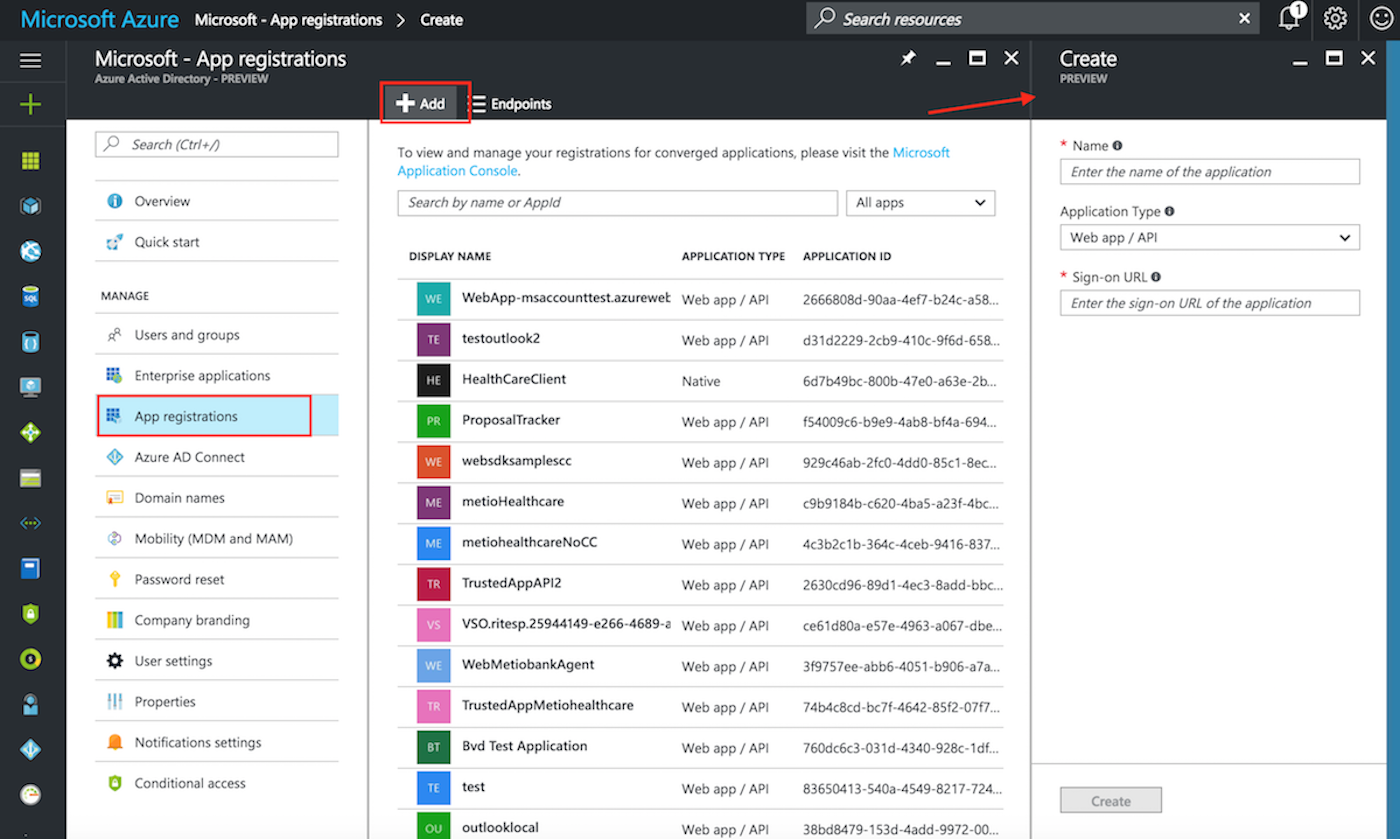 Microsoft Azure
Microsoft - App registrations > Create
Search resources
1
Microsoft - App registrations
Azure Active Directory - PREVIEW
Search (Ctrl+/)
Overview
Quick start
MANAGE
Users and groups
Enterprise applications
App registrations
Azure AD Connect
Domain names
Mobility (MDM and MAM)
Password reset
Company branding
User settings
Properties
Notifications settings
Conditional access
Add
Endpoints
To view and manage your registrations for converged applications, please visit the Microsoft
Application Console.
Search by name or AppId
All apps
DISPLAY NAME APPLICATION TYPE APPLICATION ID
WE WebApp-msaccounttest.azureweb Web app / API 2666808d-90aa-4ef7-b24c-a58...
TE testoutlook2 Web app / API d31d2229-2cb9-410c-9f6d-658...
HE HealthCareClient Native 6d7b49bc-800b-47e0-a63e-2b...
PR ProposalTracker Web app / API f54009c6-b9e9-4ab8-bf4a-694...
WE websdksamplescc Web app / API 929c46ab-2fc0-4dd0-85c1-8ec...
ME metioHealthcare Web app / API c9b9184b-c620-4ba5-a23f-4bc...
ME metiohealthcareNoCC Web app / API 4c3b2c1b-364c-4ceb-9416-837...
TR TrustedAppAPI2 Web app / API 2630cd96-89d1-4ec3-8add-bbc...
VS VSO.ritesp.25944149-e266-4689-a Web app / API ce61d80a-e57e-4963-a067-dbe...
WE WebMetiobankAgent Web app / API 3f9757ee-abb6-4051-b906-a7a...
TR TrustedAppMetiohealthcare Web app / API 74b4c8cd-bc7f-4642-85f2-07f7...
BT Bvd Test Application Web app / API 760dc6c3-031d-4340-928c-1df...
TE test Web app / API 83650413-540a-4549-8217-724...
OU outlooklocal Web app / API 38bd8479-153d-4add-9972-00...
Create
PREVIEW
* Name
Enter the name of the application
Application Type
Web app / API
* Sign-on URL
Enter the sign-on URL of the application
Create
SQL